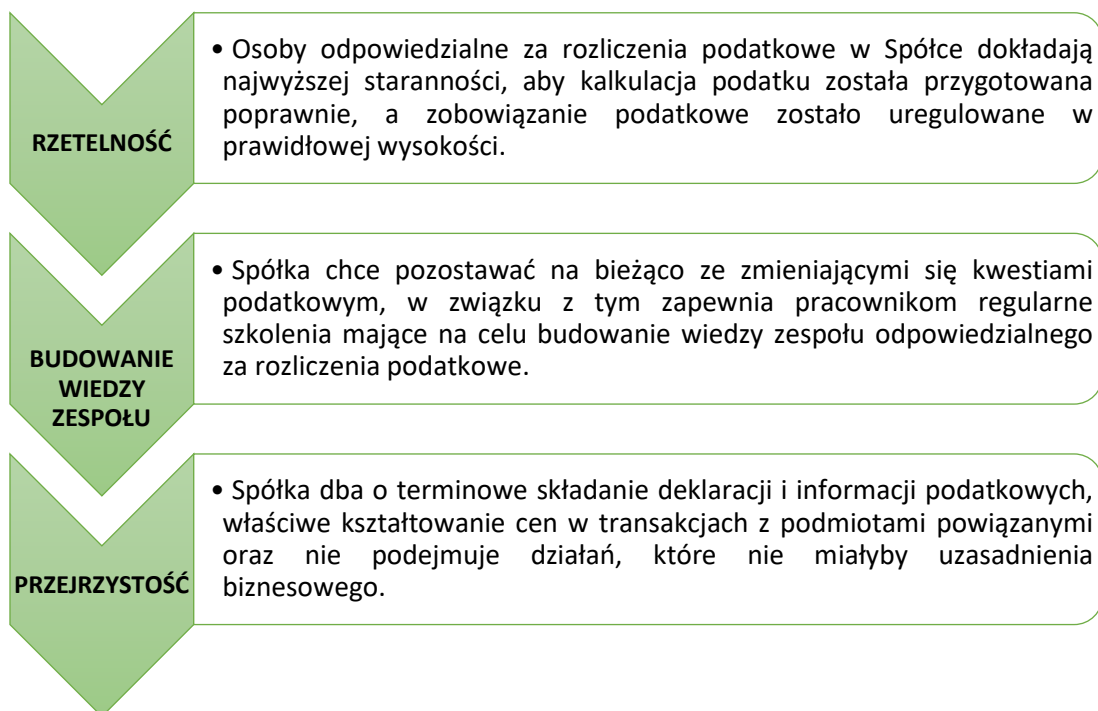 RZETELNOŚĆ
• Osoby odpowiedzialne za rozliczenia podatkowe w Spółce dokładają
najwyższej staranności, aby kalkulacja podatku została przygotowana
poprawnie, a zobowiązanie podatkowe zostało uregulowane w
prawidłowej wysokości.
BUDOWANIE
WIEDZY
ZESPOŁU
• Spółka chce pozostawać na bieżąco ze zmieniającymi się kwestiami
podatkowym, w związku z tym zapewnia pracownikom regularne
szkolenia mające na celu budowanie wiedzy zespołu odpowiedzialnego
za rozliczenia podatkowe.
PRZEJRZYSTOŚĆ
• Spółka dba o terminowe składanie deklaracji i informacji podatkowych,
właściwe kształtowanie cen w transakcjach z podmiotami powiązanymi
oraz nie podejmuje działań, które nie miałyby uzasadnienia
biznesowego.